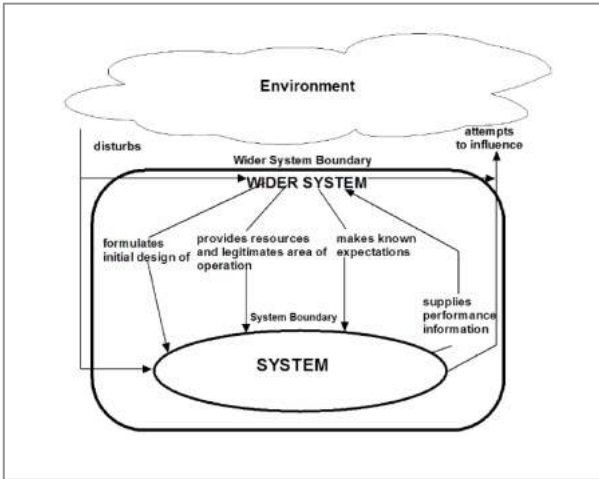 Environment
disturbs
attempts
to influence
Wider System Boundary
WIDER SYSTEM
formulates
initial design of
provides resources
and legitimates area of
operation
makes known
expectations
supplies
performance
information
System Boundary
SYSTEM